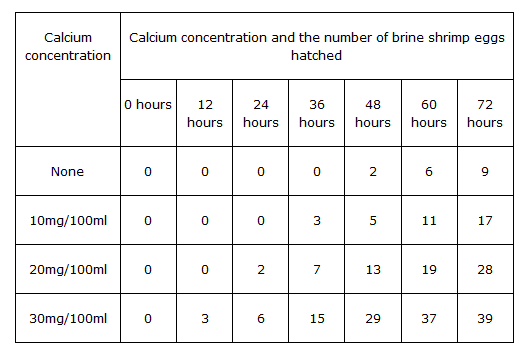 Calcium concentration
Calcium concentration and the number of brine shrimp eggs hatched
0 hours 12 hours 24 hours 36 hours 48 hours 60 hours 72 hours
None 0 0 0 0 2 6 9
10mg/100ml 0 0 0 3 5 11 17
20mg/100ml 0 0 2 7 13 19 28
30mg/100ml 0 3 6 15 29 37 39